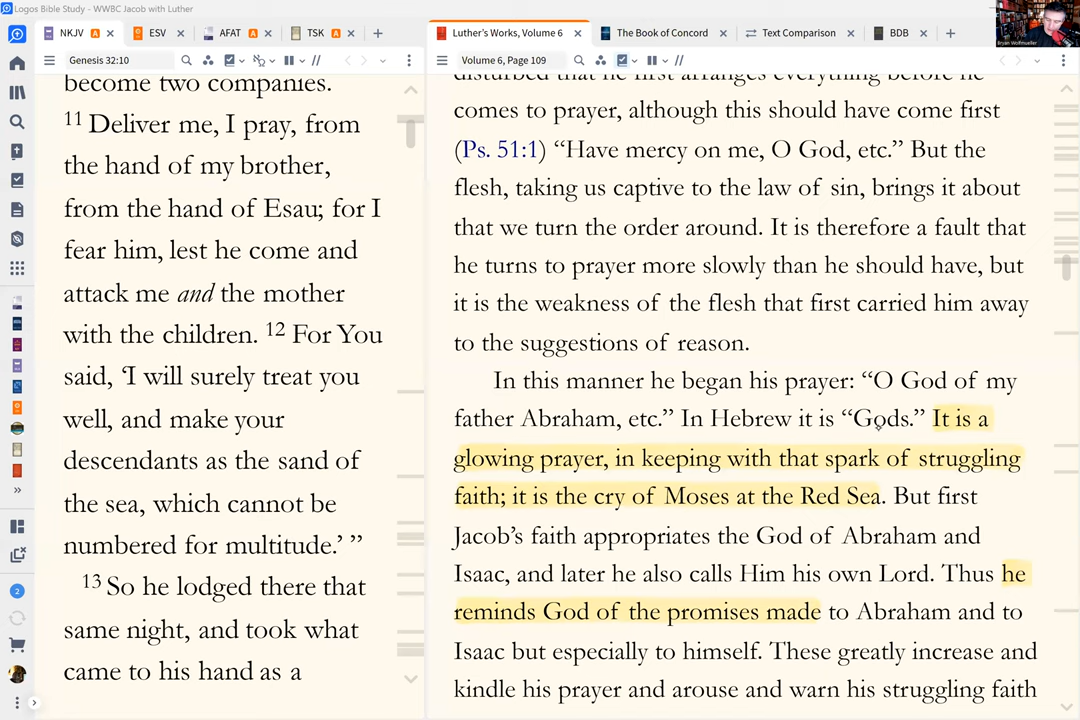 Logos Bible Study - WWBC Jacob with Luther
NKJV A
ESV
AFAT A
TSK A
Luther's Works, Volume 6
The Book of Concord
Text Comparison
BDB
Genesis 32:10
Volume 6, Page 109
become two companies.
11 Deliver me, I pray, from
the hand of my brother,
from the hand of Esau; for I
fear him, lest he come and
attack me and the mother
with the children. 12 For You
said, ‘I will surely treat you
well, and make your
descendants as the sand of
the sea, which cannot be
numbered for multitude.’ ”
13 So he lodged there that
same night, and took what
came to his hand as a
disturbed that he first arranges everything before he
comes to prayer, although this should have come first
(Ps. 51:1) “Have mercy on me, O God, etc.” But the
flesh, taking us captive to the law of sin, brings it about
that we turn the order around. It is therefore a fault that
he turns to prayer more slowly than he should have, but
it is the weakness of the flesh that first carried him away
to the suggestions of reason.
In this manner he began his prayer: “O God of my
father Abraham, etc.” In Hebrew it is “Gods.” It is a
glowing prayer, in keeping with that spark of struggling
faith; it is the cry of Moses at the Red Sea. But first
Jacob’s faith appropriates the God of Abraham and
Isaac, and later he also calls Him his own Lord. Thus he
reminds God of the promises made to Abraham and to
Isaac but especially to himself. These greatly increase and
kindle his prayer and arouse and warn his struggling faith
2
Bryan Wolfmueller